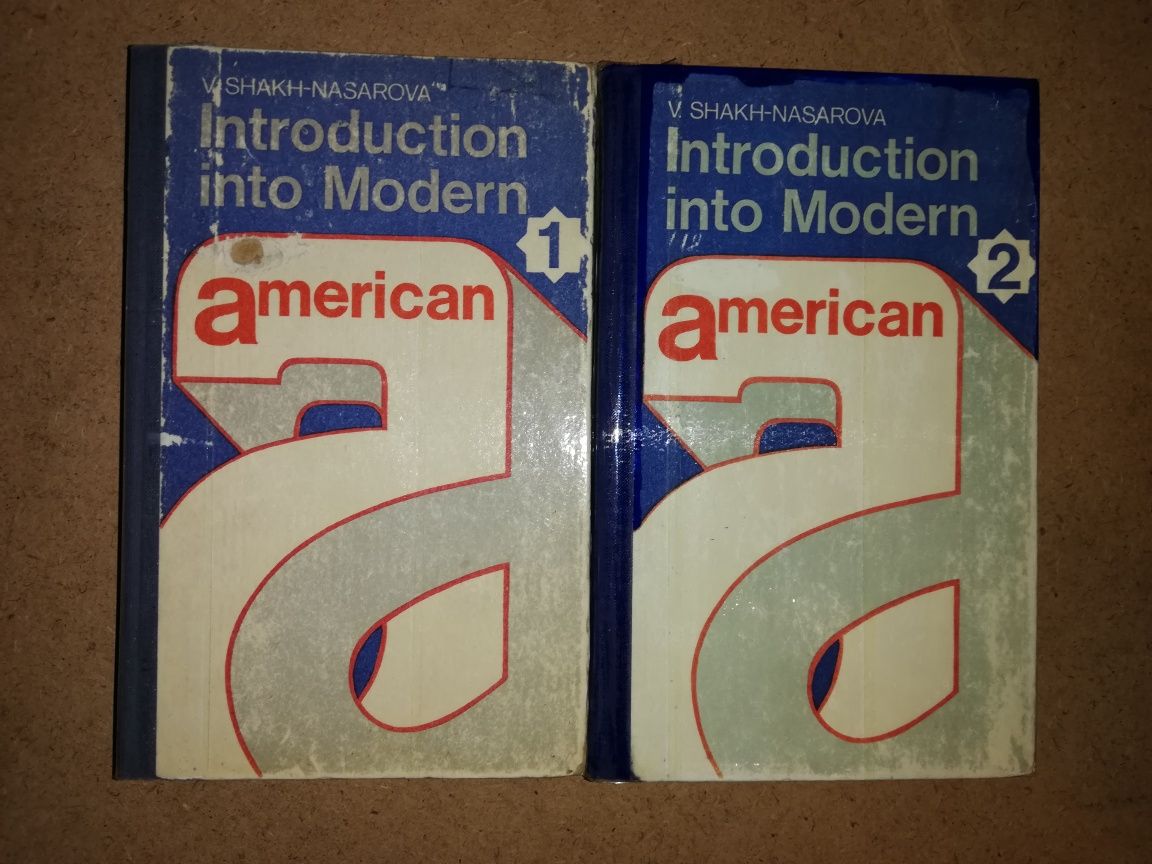 V. SHAKH-NASAROVA
Introduction
into Modern
1
american
V. SHAKH-NASAROVA
Introduction
into Modern
2
american